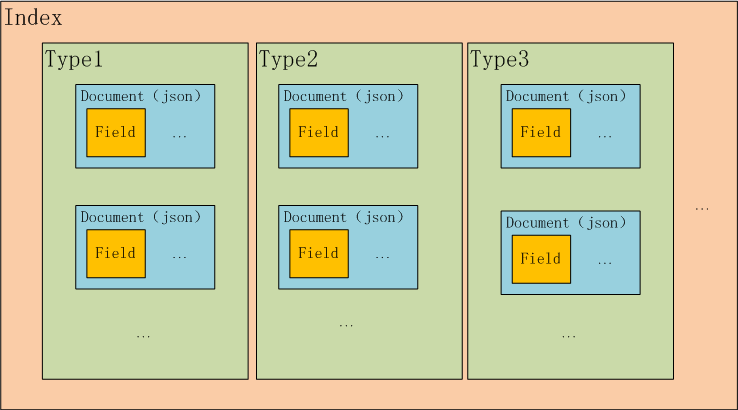 Index
Type1
Document（json）
Field
...
Document（json）
Field
...
...
Type2
Document（json）
Field
...
Document（json）
Field
...
...
Type3
Document（json）
Field
...
Document（json）
Field
...
...
...